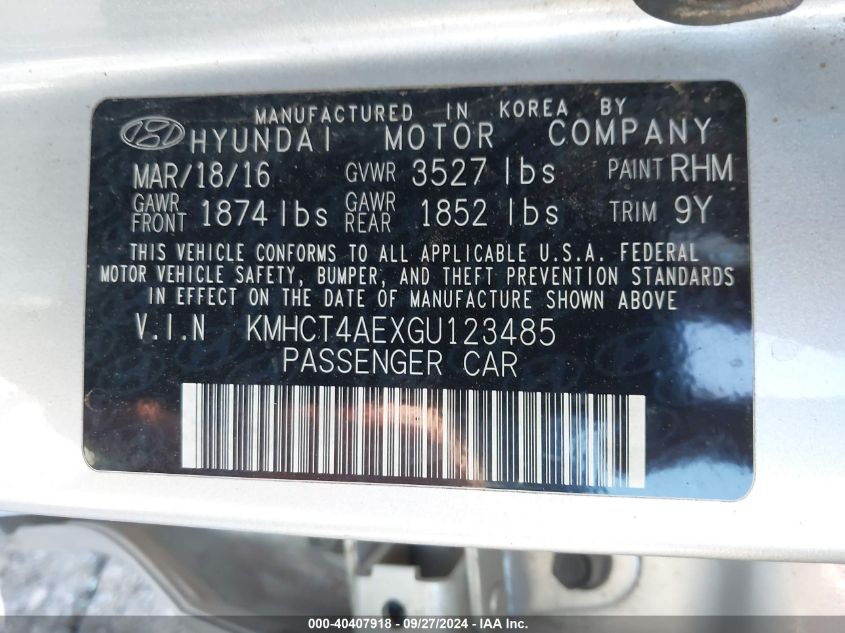 MANUFACTURED IN KOREA BY
HYUNDAI MOTOR COMPANY
MAR/18/16 GVWR 3527 lbs PAINT RHM
GAWR FRONT 1874 lbs GAWR REAR 1852 lbs TRIM 9Y
THIS VEHICLE CONFORMS TO ALL APPLICABLE U.S.A. FEDERAL
MOTOR VEHICLE SAFETY, BUMPER, AND THEFT PREVENTION STANDARDS
IN EFFECT ON THE DATE OF MANUFACTURE SHOWN ABOVE
V.I.N KMHCT4AEXGU123485
PASSENGER CAR
000-40407918 - 09/27/2024 - iaai.com